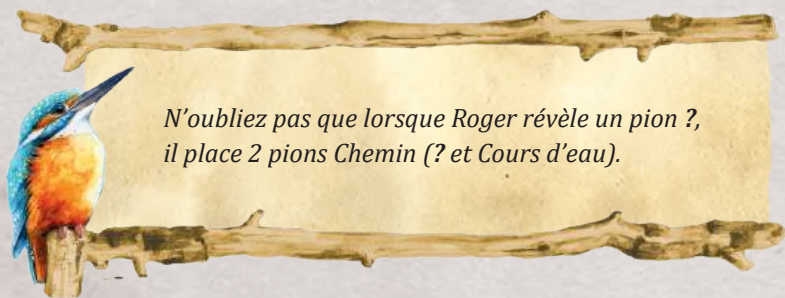 N’oubliez pas que lorsque Roger révèle un pion ?,
il place 2 pions Chemin (? et Cours d’eau).